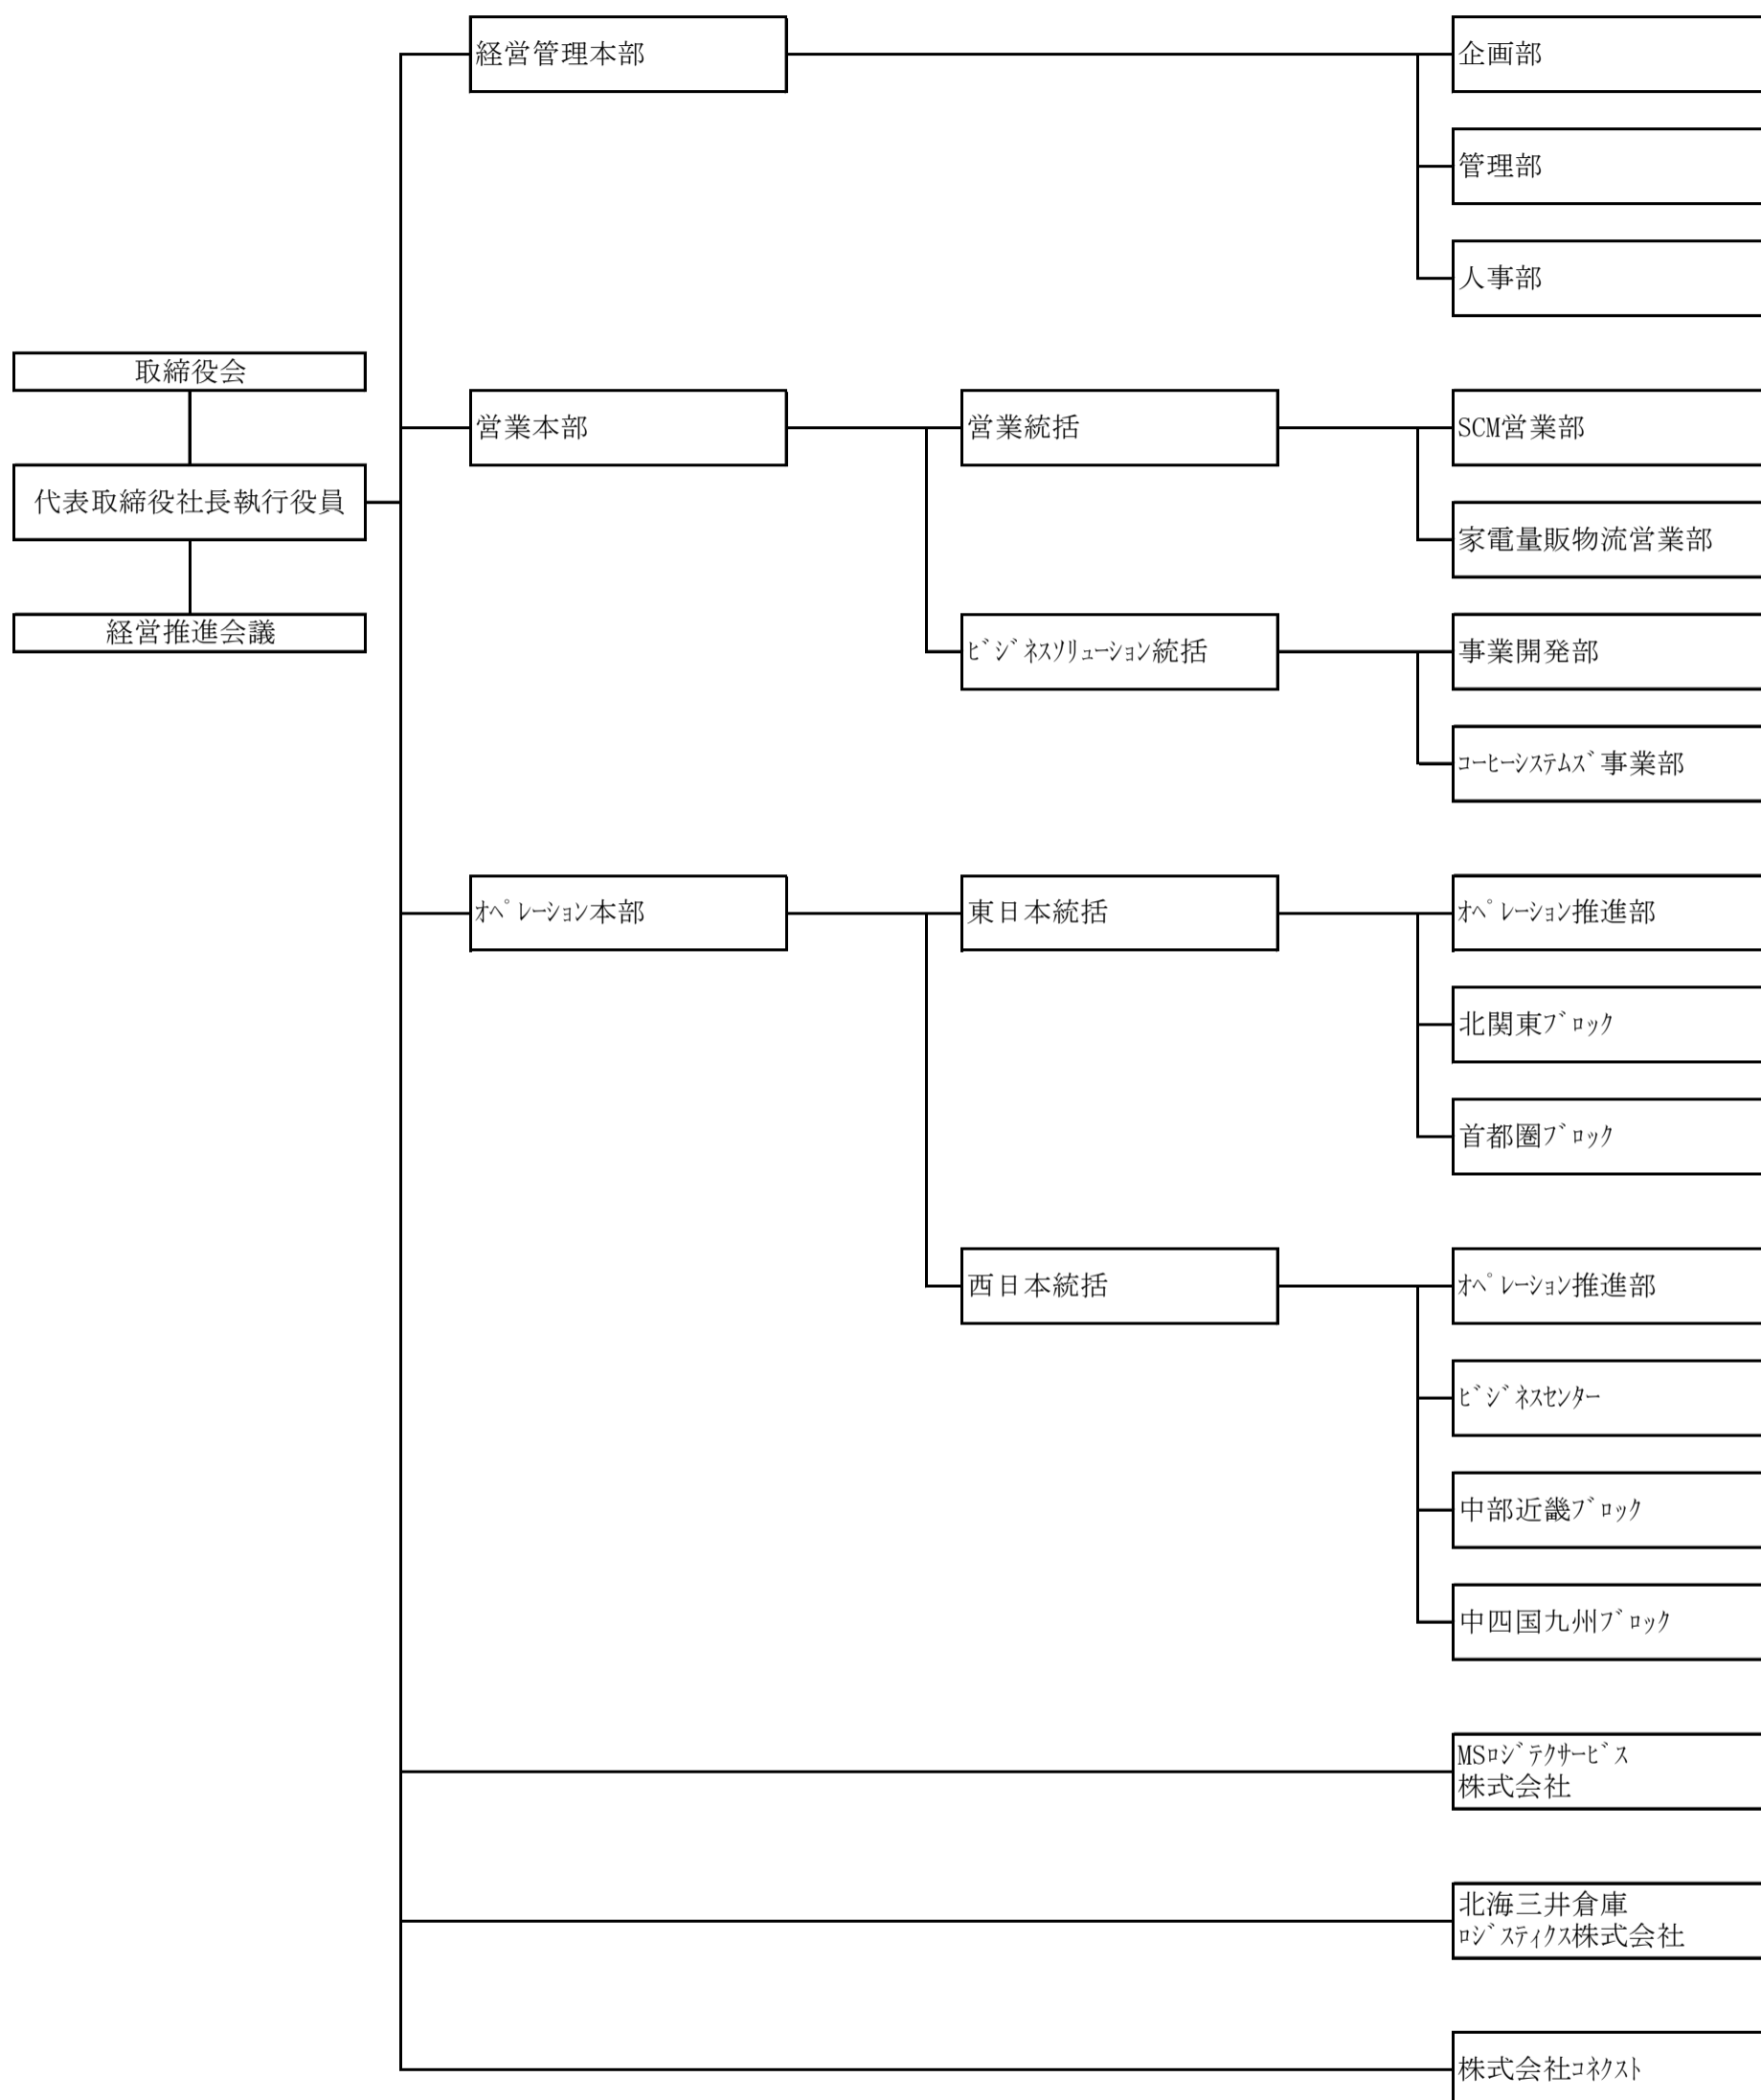 経営管理本部
企画部
管理部
人事部
取締役会
代表取締役社長執行役員
経営推進会議
営業本部
営業統括
SCM営業部
家電量販物流営業部
ﾋﾞｼﾞﾈｽｿﾘｭｰｼｮﾝ統括
事業開発部
ｺｰﾋｰｼｽﾃﾑｽﾞ事業部
ｵﾍﾟﾚｰｼｮﾝ本部
東日本統括
ｵﾍﾟﾚｰｼｮﾝ推進部
北関東ﾌﾞﾛｯｸ
首都圏ﾌﾞﾛｯｸ
西日本統括
ｵﾍﾟﾚｰｼｮﾝ推進部
ﾋﾞｼﾞﾈｽｾﾝﾀｰ
中部近畿ﾌﾞﾛｯｸ
中四国九州ﾌﾞﾛｯｸ
MSﾛｼﾞﾃｸｻｰﾋﾞｽ
株式会社
北海三井倉庫
ﾛｼﾞｽﾃｨｸｽ株式会社
株式会社ｺﾈｸｽﾄ